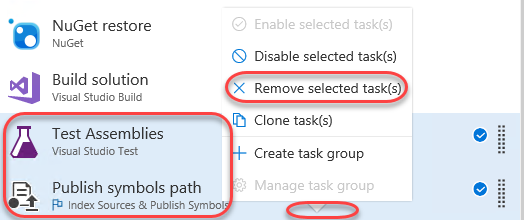 NuGet restore
NuGet
Build solution
Visual Studio Build
Test Assemblies
Visual Studio Test
Publish symbols path
Index Sources & Publish Symbols
Enable selected task(s)
Disable selected task(s)
Remove selected task(s)
Clone task(s)
Create task group
Manage task group